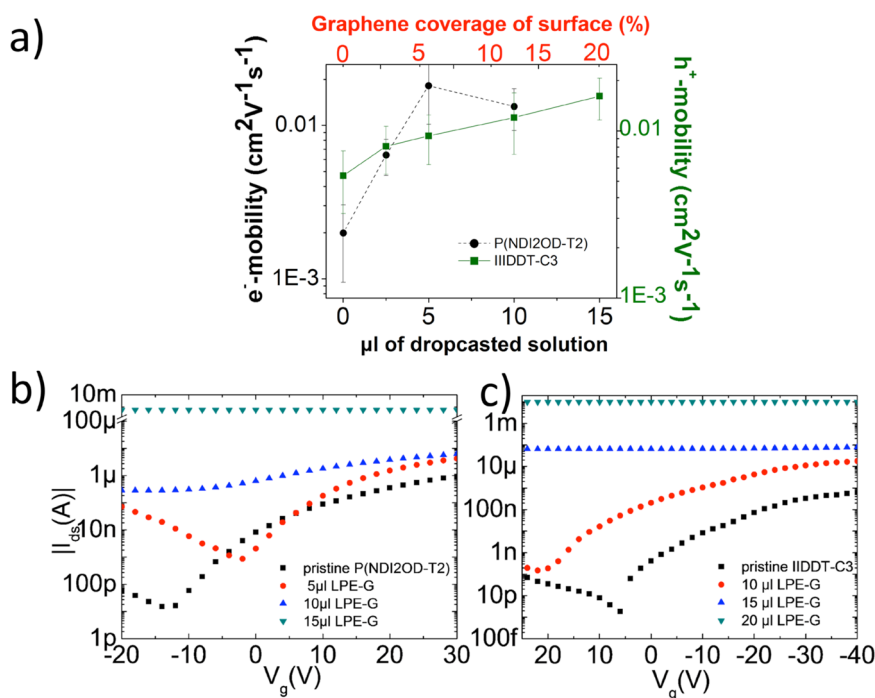 a)
Graphene coverage of surface (%)
0 5 10 15 20
e⁻-mobility (cm²V⁻¹s⁻¹)
0.01
1E-3
h⁺-mobility (cm²V⁻¹s⁻¹)
0.01
1E-3
P(NDI2OD-T2)
IIIDDT-C3
0 5 10 15
µl of dropcasted solution
b)
|I_ds(A)|
10m
100µ
1µ
10n
100p
1p
pristine P(NDI2OD-T2)
5µl LPE-G
10µl LPE-G
15µl LPE-G
-20 -10 0 10 20 30
V_g(V)
c)
1m
10µ
100n
1n
10p
100f
pristine IIDDT-C3
10 µl LPE-G
15 µl LPE-G
20 µl LPE-G
20 10 0 -10 -20 -30 -40
V_g(V)